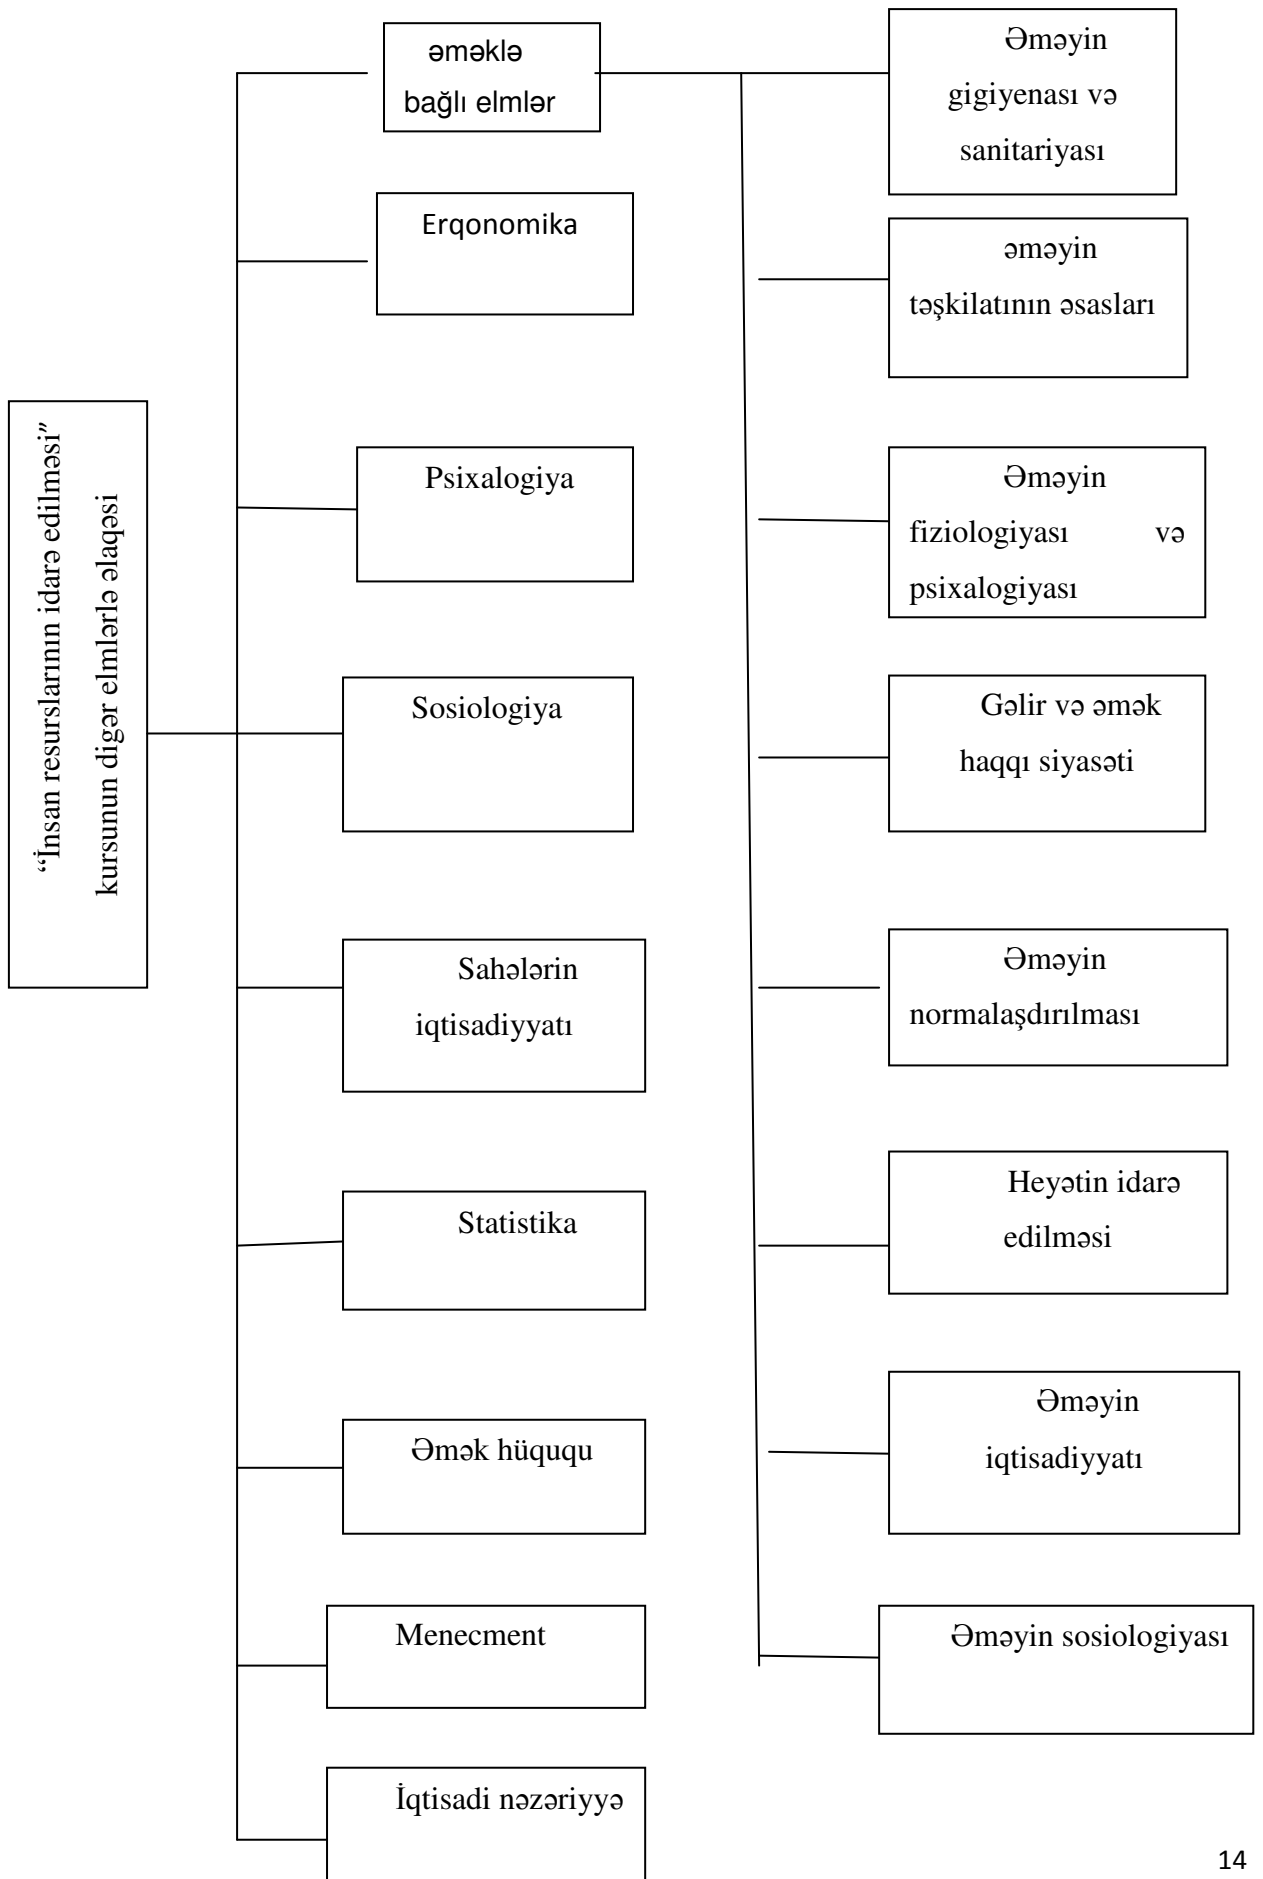 “İnsan resurslarının idarə edilməsi”
kursunun digər elmlərlə əlaqəsi
əməklə
bağlı elmlər
Erqonomika
Psixalogiya
Sosiologiya
Sahələrin
iqtisadiyyatı
Statistika
Əmək hüququ
Menecment
İqtisadi nəzəriyyə
Əməyin
gigiyenası və
sanitariyası
əməyin
təşkilatının əsasları
Əməyin
fiziologiyası və
psixalogiyası
Gəlir və əmək
haqqı siyasəti
Əməyin
normalaşdırılması
Heyətin idarə
edilməsi
Əməyin
iqtisadiyyatı
Əməyin sosiologiyası
14